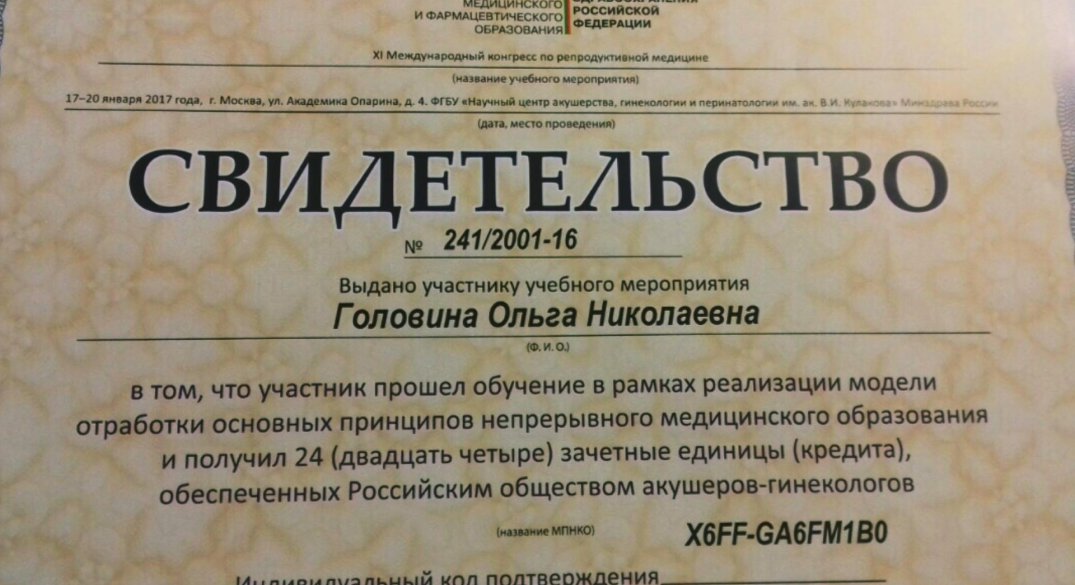 МЕДИЦИНСКОГО
И ФАРМАЦЕВТИЧЕСКОГО
ОБРАЗОВАНИЯ
ЗДРАВООХРАНЕНИЯ
РОССИЙСКОЙ
ФЕДЕРАЦИИ
XI Международный конгресс по репродуктивной медицине
(название учебного мероприятия)
17–20 января 2017 года, г. Москва, ул. Академика Опарина, д. 4. ФГБУ «Научный центр акушерства, гинекологии и перинатологии им. ак. В.И. Кулакова» Минздрава России
(дата, место проведения)
СВИДЕТЕЛЬСТВО
№ 241/2001-16
Выдано участнику учебного мероприятия
Головина Ольга Николаевна
(Ф. И. О.)
в том, что участник прошел обучение в рамках реализации модели
отработки основных принципов непрерывного медицинского образования
и получил 24 (двадцать четыре) зачетные единицы (кредита),
обеспеченных Российским обществом акушеров-гинекологов
(название МПНКО)
X6FF-GA6FM1B0
Индивидуальный код подтверждения